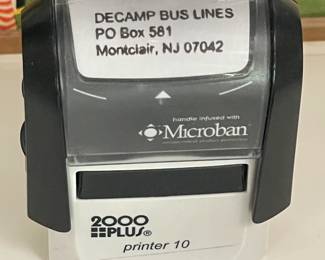 DECAMP BUS LINES
PO Box 581
Montclair, NJ 07042
handle infused with
Microban
2000
PLUS®
printer 10